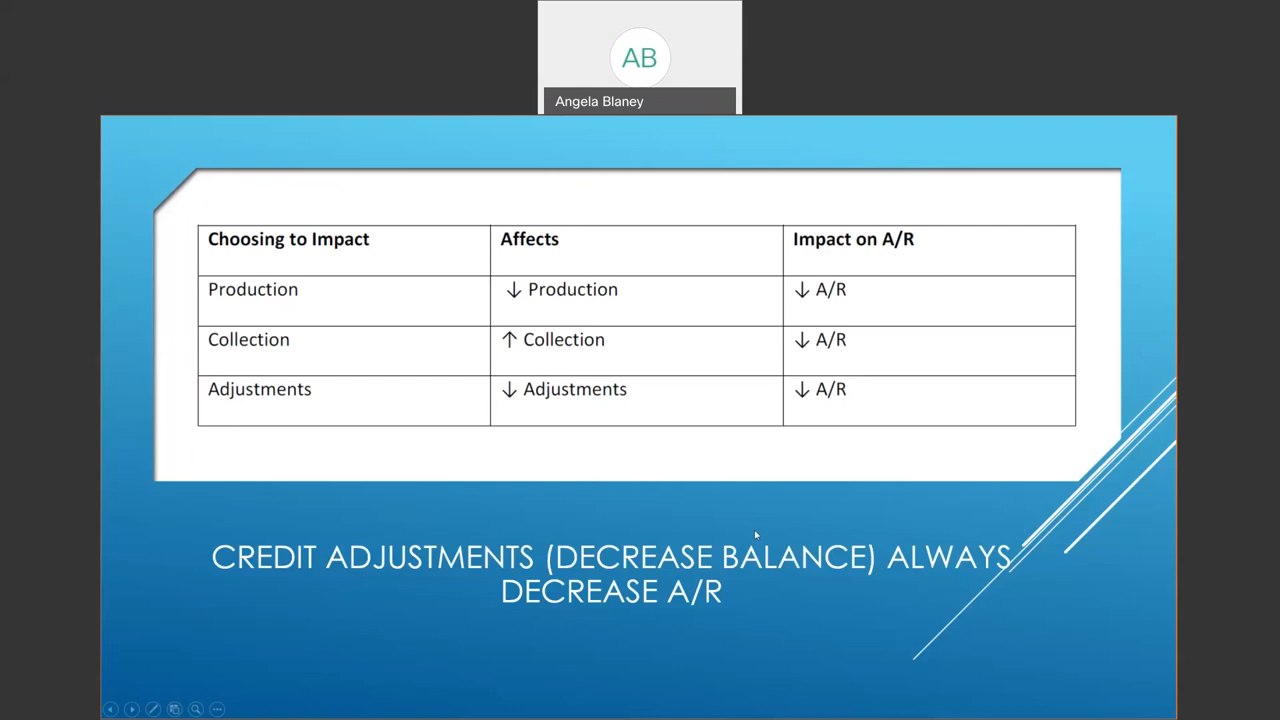 AB
Angela Blaney
Choosing to Impact Affects Impact on A/R
Production ↓ Production ↓ A/R
Collection ↑ Collection ↓ A/R
Adjustments ↓ Adjustments ↓ A/R
CREDIT ADJUSTMENTS (DECREASE BALANCE) ALWAYS
DECREASE A/R